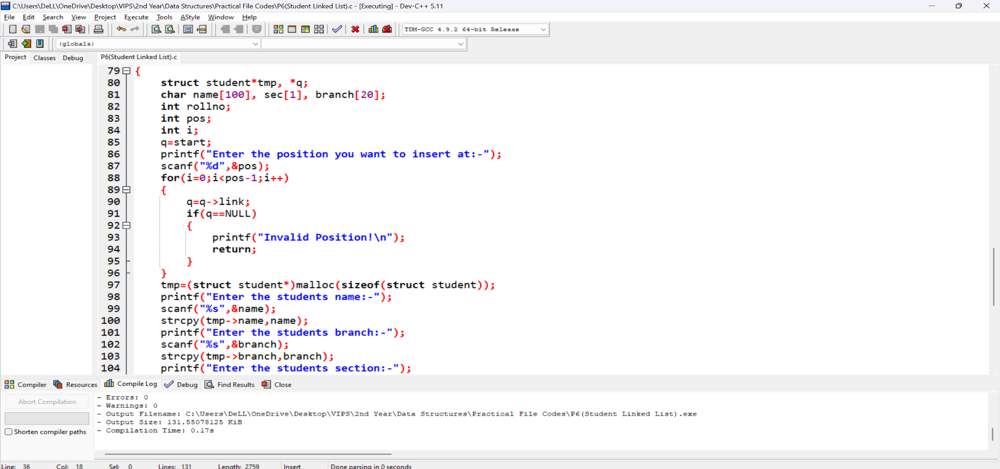 C:\Users\DeLL\OneDrive\Desktop\VIPS\2nd Year\Data Structures\Practical File Codes\P6(Student Linked List).c - [Executing] - Dev-C++ 5.11
File Edit Search View Project Execute Tools AStyle Window Help
TDM-GCC 4.9.2 64-bit Release
(globals)
Project Classes Debug P6(Student Linked List).c
79 {
80 struct student*tmp, *q;
81 char name[100], sec[1], branch[20];
82 int rollno;
83 int pos;
84 int i;
85 q=start;
86 printf("Enter the position you want to insert at:-");
87 scanf("%d",&pos);
88 for(i=0;i<pos-1;i++)
89 {
90 q=q->link;
91 if(q==NULL)
92 {
93 printf("Invalid Position!\n");
94 return;
95 }
96 }
97 tmp=(struct student*)malloc(sizeof(struct student));
98 printf("Enter the students name:-");
99 scanf("%s",&name);
100 strcpy(tmp->name,name);
101 printf("Enter the students branch:-");
102 scanf("%s",&branch);
103 strcpy(tmp->branch,branch);
104 printf("Enter the students section:-");
Compiler Resources Compile Log Debug Find Results Close
Abort Compilation
Shorten compiler paths
- Errors: 0
- Warnings: 0
- Output Filename: C:\Users\DeLL\OneDrive\Desktop\VIPS\2nd Year\Data Structures\Practical File Codes\P6(Student Linked List).exe
- Output Size: 131.55078125 KiB
- Compilation Time: 0.17s
Line: 36 Col: 18 Sel: 0 Lines: 131 Length: 2759 Insert Done parsing in 0 seconds